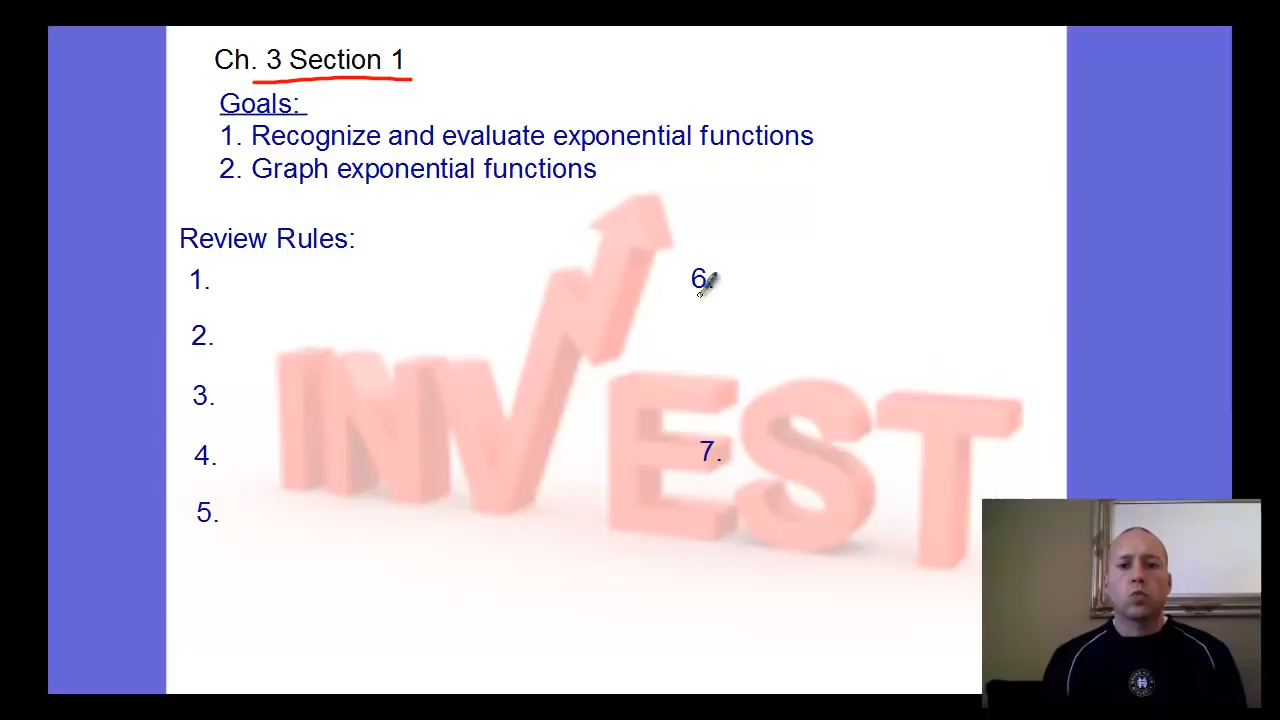 Ch. 3 Section 1
Goals:
1. Recognize and evaluate exponential functions
2. Graph exponential functions
Review Rules:
1.
2.
3.
4.
5.
6.
7.
INVEST